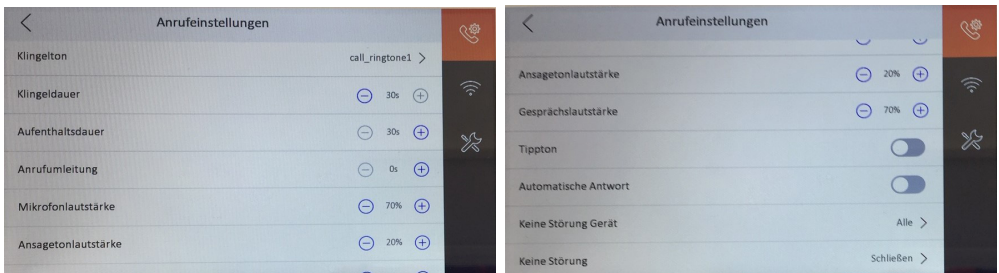 Anrufeinstellungen
Klingelton call_ringtone1
Klingeldauer 30s
Aufenthaltsdauer 30s
Anrufumleitung 0s
Mikrofonlautstärke 70%
Ansagetonlautstärke 20%
Anrufeinstellungen
Ansagetonlautstärke 20%
Gesprächslautstärke 70%
Tippton
Automatische Antwort
Keine Störung Gerät Alle
Keine Störung Schließen